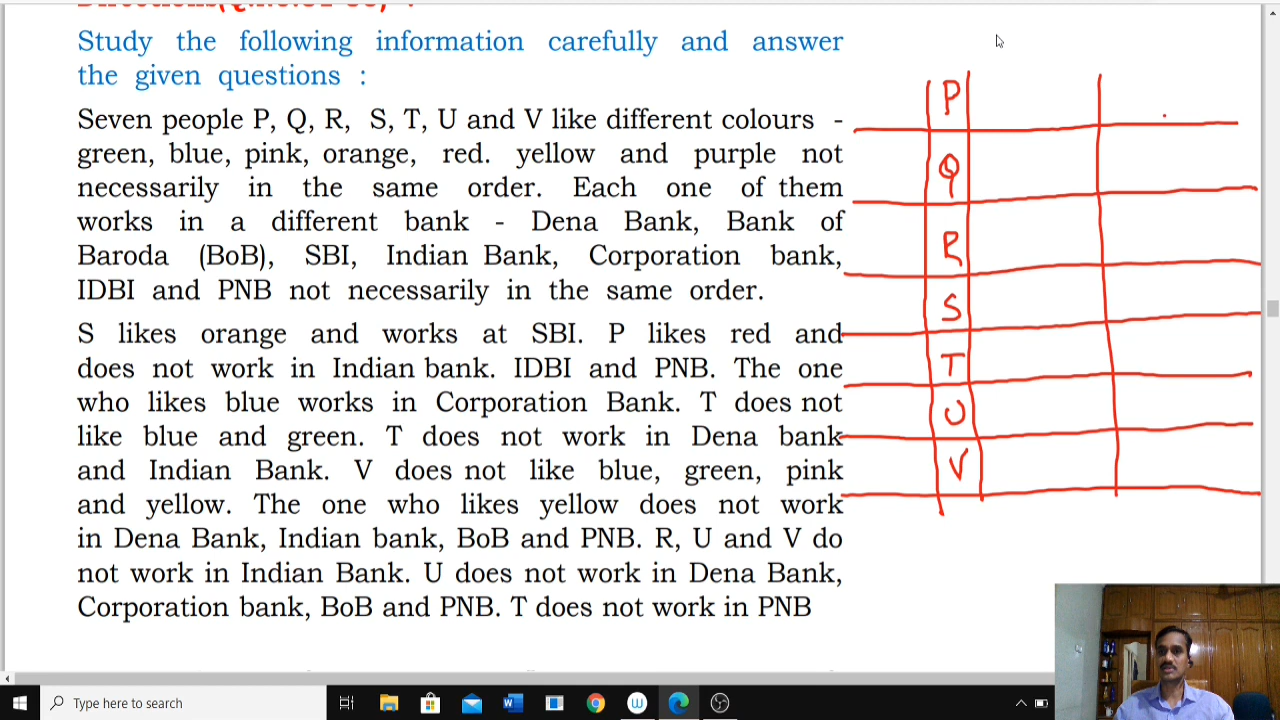 Study the following information carefully and answer
the given questions :
Seven people P, Q, R, S, T, U and V like different colours -
green, blue, pink, orange, red. yellow and purple not
necessarily in the same order. Each one of them
works in a different bank - Dena Bank, Bank of
Baroda (BoB), SBI, Indian Bank, Corporation bank,
IDBI and PNB not necessarily in the same order.
S likes orange and works at SBI. P likes red and
does not work in Indian bank. IDBI and PNB. The one
who likes blue works in Corporation Bank. T does not
like blue and green. T does not work in Dena bank
and Indian Bank. V does not like blue, green, pink
and yellow. The one who likes yellow does not work
in Dena Bank, Indian bank, BoB and PNB. R, U and V do
not work in Indian Bank. U does not work in Dena Bank,
Corporation bank, BoB and PNB. T does not work in PNB
P
Q
R
S
T
U
V
Type here to search